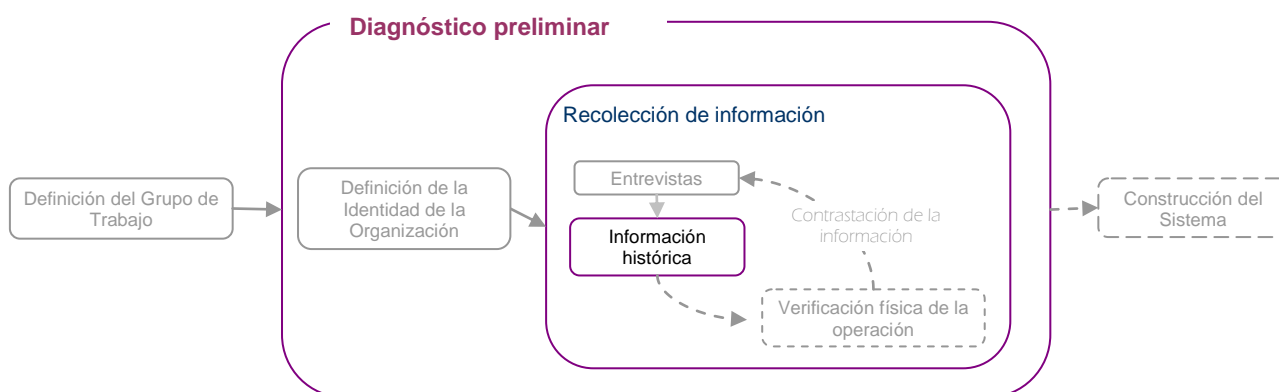 Diagnóstico preliminar
Recolección de información
Definición del Grupo de
Trabajo
Definición de la
Identidad de la
Organización
Entrevistas
Información
histórica
Contrastación de la
información
Verificación física de la
operación
Construcción del
Sistema